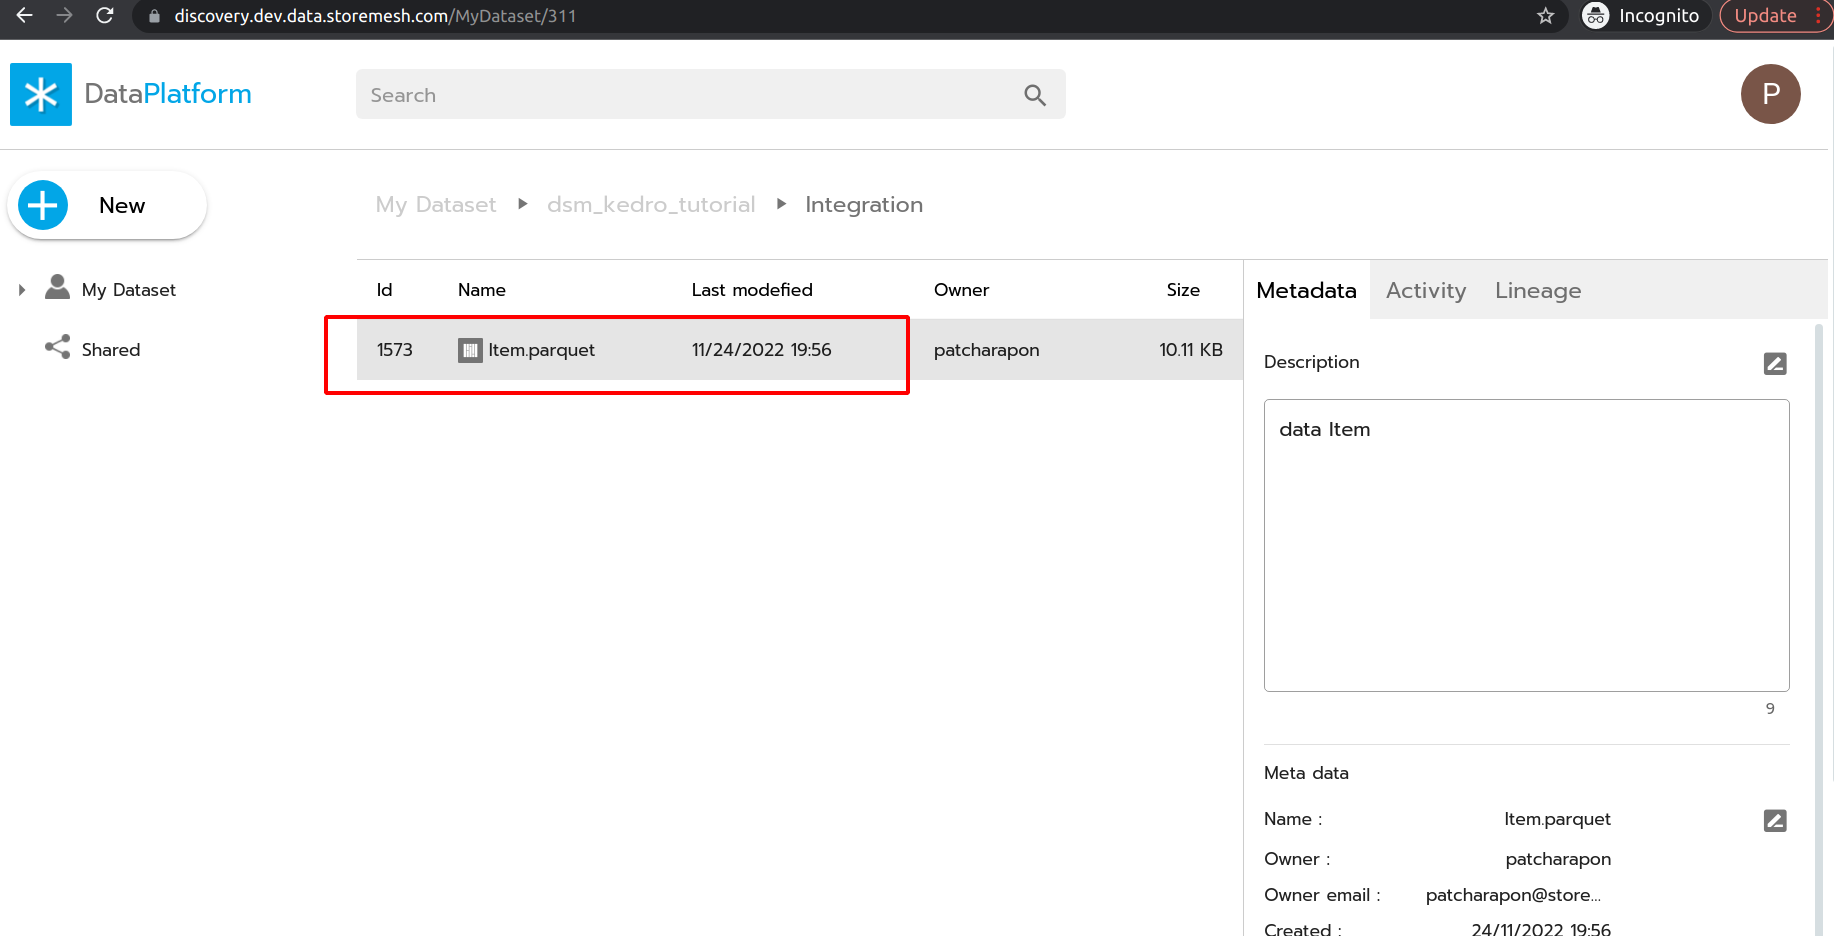 discovery.dev.data.storemesh.com/MyDataset/311
Incognito
Update
DataPlatform
Search
P
New
My Dataset
Shared
My Dataset dsm_kedro_tutorial Integration
Id Name Last modefied Owner Size
1573 Item.parquet 11/24/2022 19:56 patcharapon 10.11 KB
Metadata Activity Lineage
Description
data Item
9
Meta data
Name : Item.parquet
Owner : patcharapon
Owner email : patcharapon@store...
Created : 24/11/2022 19:56